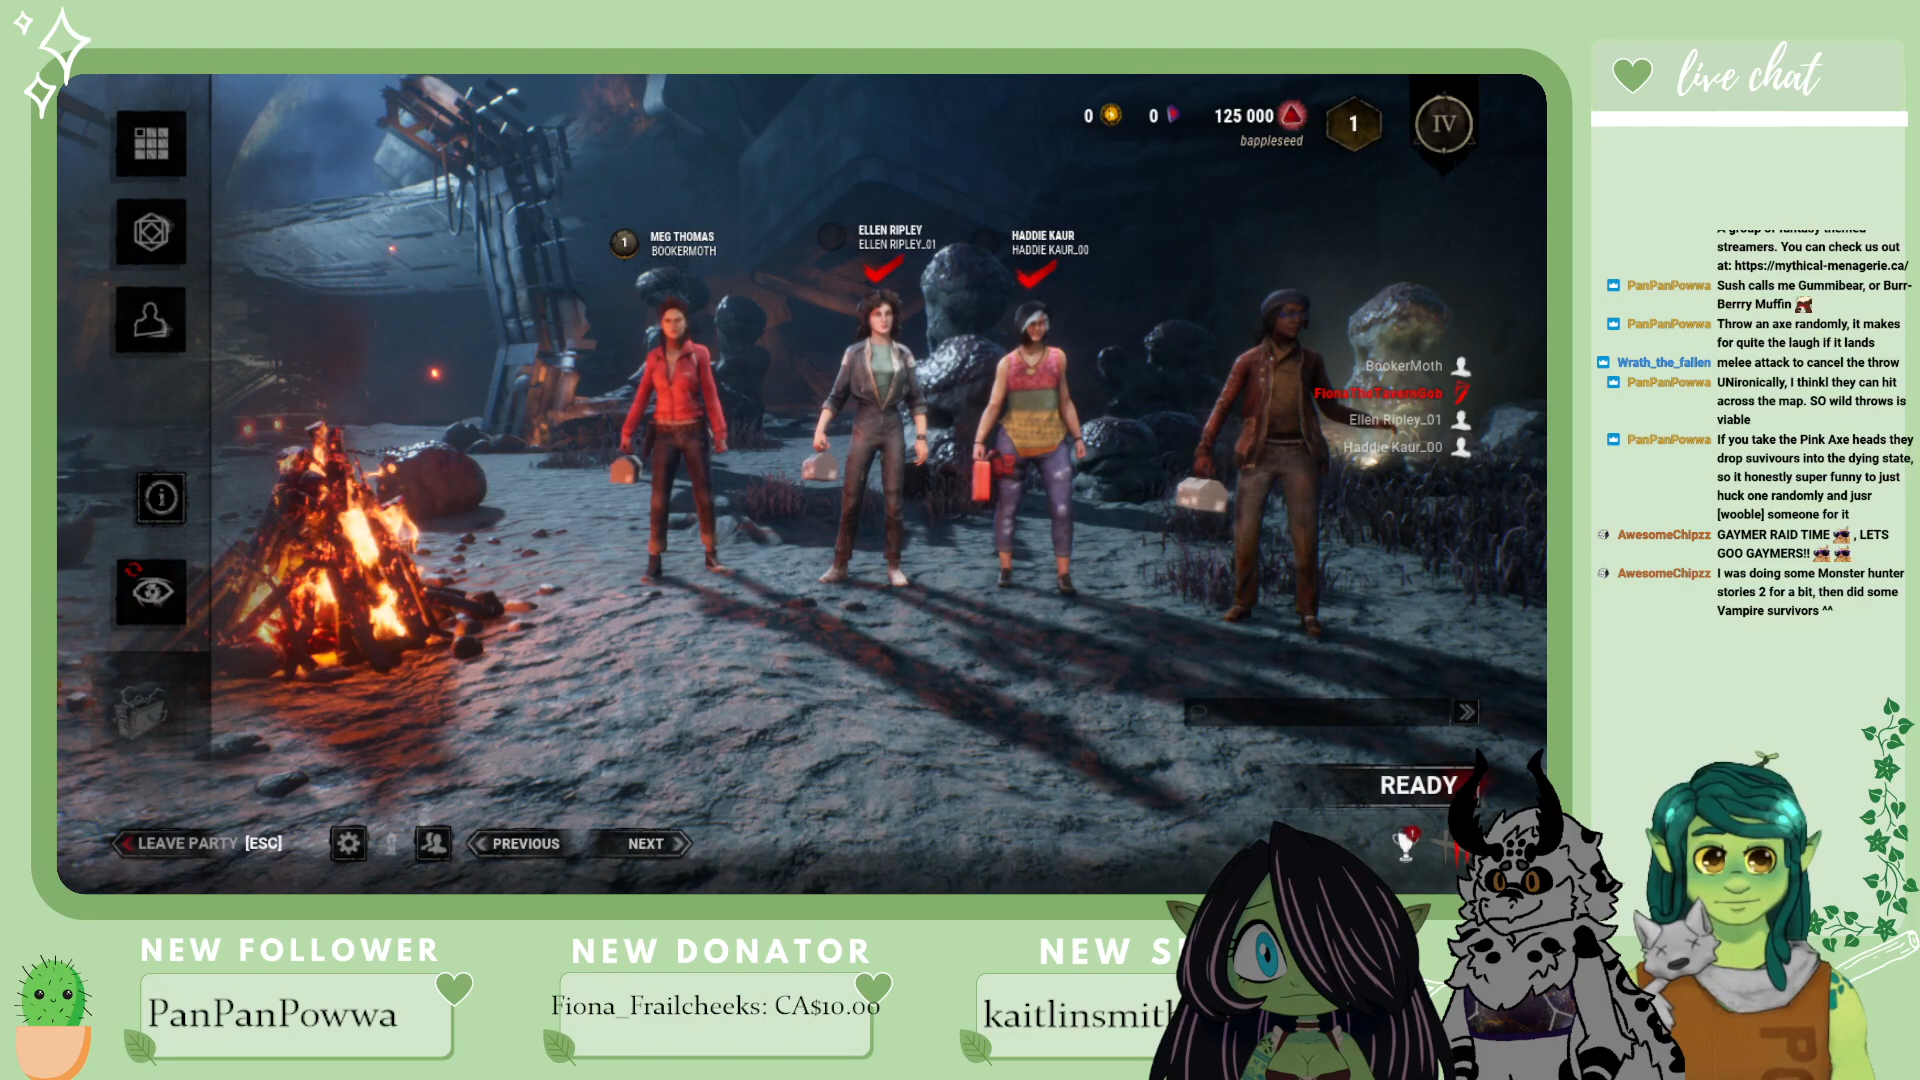 0 0 125 000 1 IV
bappleseed
1 MEG THOMAS
BOOKERMOTH
ELLEN RIPLEY
ELLEN RIPLEY_01
HADDIE KAUR
HADDIE KAUR_00
BookerMoth
FionaTheTavernGob
Ellen Ripley_01
Haddie Kaur_00
READY
LEAVE PARTY [ESC]
PREVIOUS
NEXT
live chat
streamers. You can check us out
at: https://mythical-menagerie.ca/
PanPanPowwa Sush calls me Gummibear, or Burr-
Berrry Muffin
PanPanPowwa Throw an axe randomly, it makes
for quite the laugh if it lands
Wrath_the_fallen melee attack to cancel the throw
PanPanPowwa UNironically, I thinkl they can hit
across the map. SO wild throws is
viable
PanPanPowwa If you take the Pink Axe heads they
drop suvivours into the dying state,
so it honestly super funny to just
huck one randomly and jusr
[wooble] someone for it
AwesomeChipzz GAYMER RAID TIME , LETS
GOO GAYMERS!!
AwesomeChipzz I was doing some Monster hunter
stories 2 for a bit, then did some
Vampire survivors ^^
NEW FOLLOWER
PanPanPowwa
NEW DONATOR
Fiona_Frailcheeks: CA$10.00
NEW S
kaitlinsmith